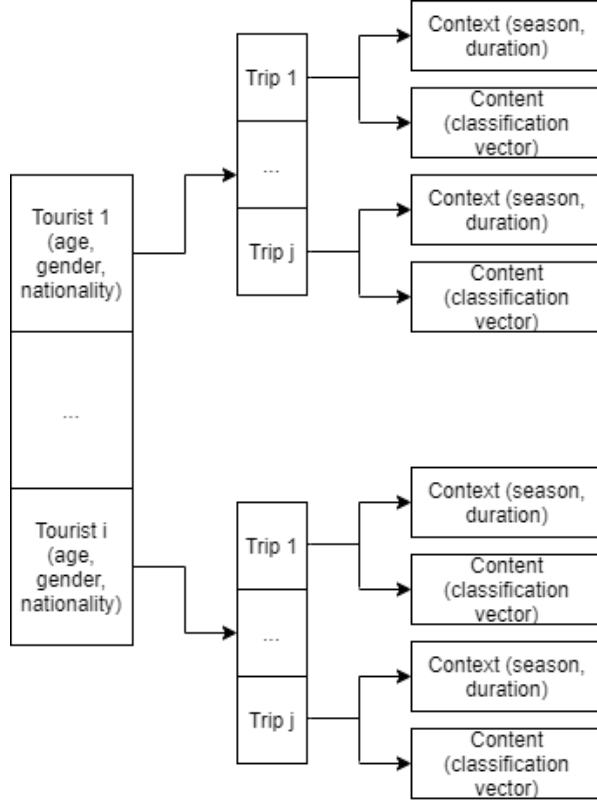 Tourist 1
(age,
gender,
nationality)
...
Tourist i
(age,
gender,
nationality)
Trip 1
...
Trip j
Context (season,
duration)
Content
(classification
vector)
Context (season,
duration)
Content
(classification
vector)
Trip 1
...
Trip j
Context (season,
duration)
Content
(classification
vector)
Context (season,
duration)
Content
(classification
vector)